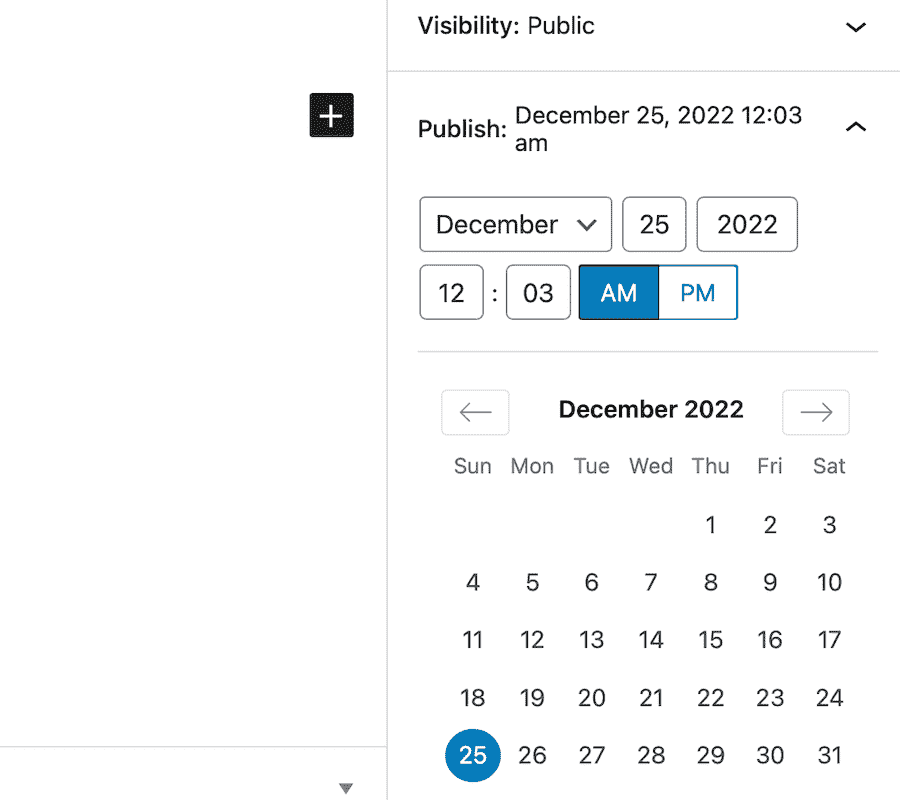 Visibility: Public
Publish: December 25, 2022 12:03
am
December 25 2022
12 : 03 AM PM
December 2022
Sun Mon Tue Wed Thu Fri Sat
1 2 3
4 5 6 7 8 9 10
11 12 13 14 15 16 17
18 19 20 21 22 23 24
25 26 27 28 29 30 31